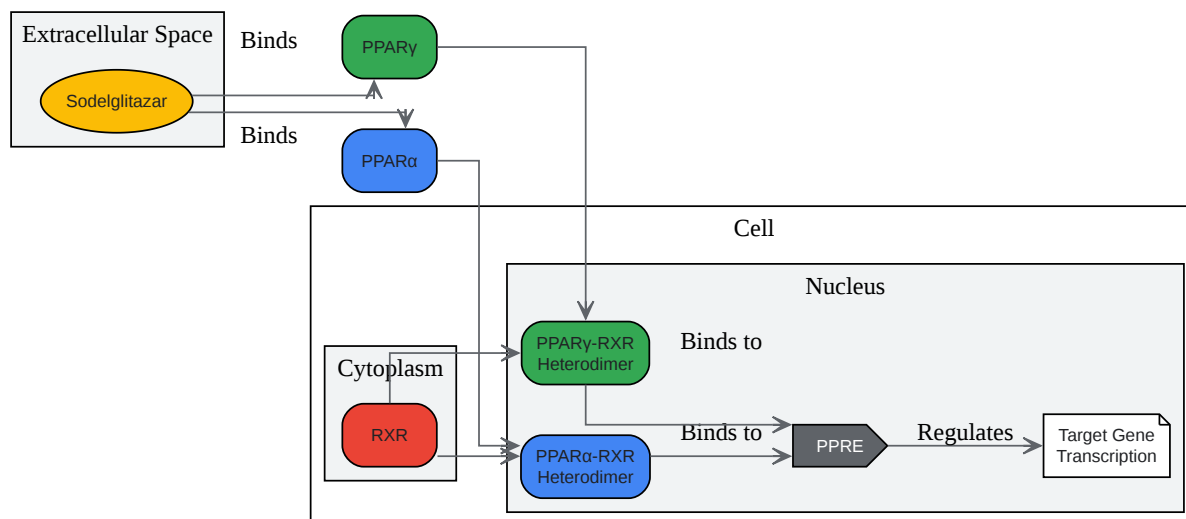 Extracellular Space
Sodelglitazar
Binds
Binds
PPARγ
PPARα
Cell
Nucleus
Cytoplasm
RXR
PPARγ-RXR
Heterodimer
Binds to
PPARα-RXR
Heterodimer
Binds to
PPRE
Regulates
Target Gene
Transcription